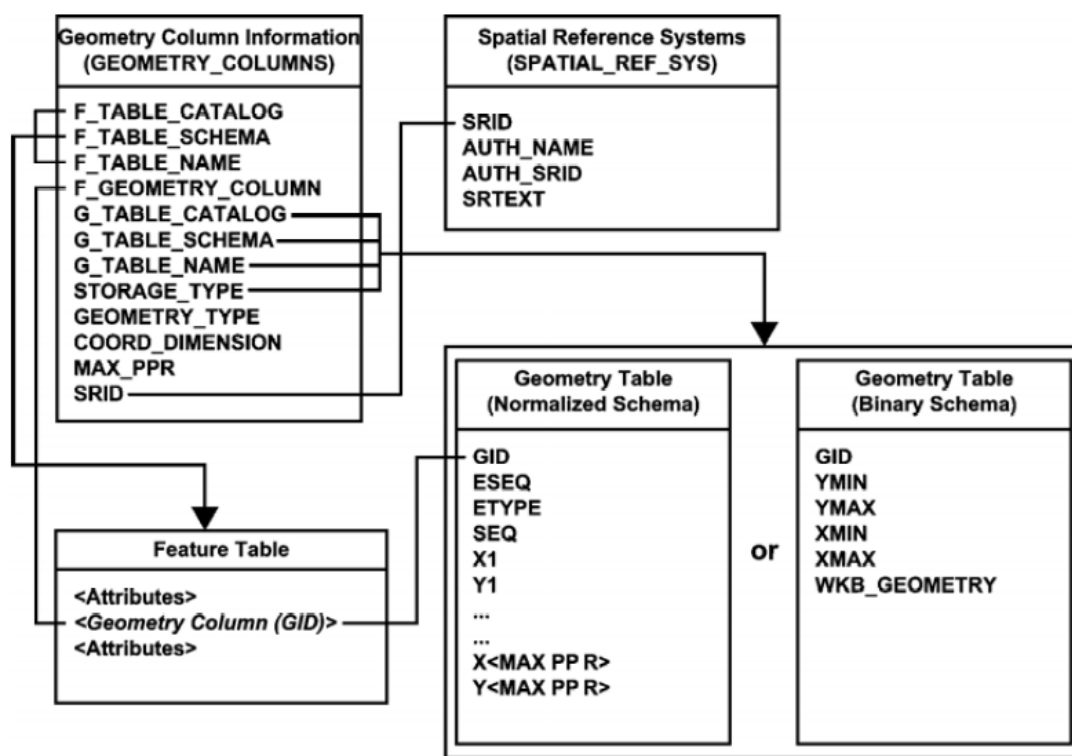 Geometry Column Information
(GEOMETRY_COLUMNS)
F_TABLE_CATALOG
F_TABLE_SCHEMA
F_TABLE_NAME
F_GEOMETRY_COLUMN
G_TABLE_CATALOG
G_TABLE_SCHEMA
G_TABLE_NAME
STORAGE_TYPE
GEOMETRY_TYPE
COORD_DIMENSION
MAX_PPR
SRID
Spatial Reference Systems
(SPATIAL_REF_SYS)
SRID
AUTH_NAME
AUTH_SRID
SRTEXT
Feature Table
<Attributes>
<Geometry Column (GID)>
<Attributes>
Geometry Table
(Normalized Schema)
GID
ESEQ
ETYPE
SEQ
X1
Y1
...
...
X<MAX PP R>
Y<MAX PP R>
or
Geometry Table
(Binary Schema)
GID
YMIN
YMAX
XMIN
XMAX
WKB_GEOMETRY